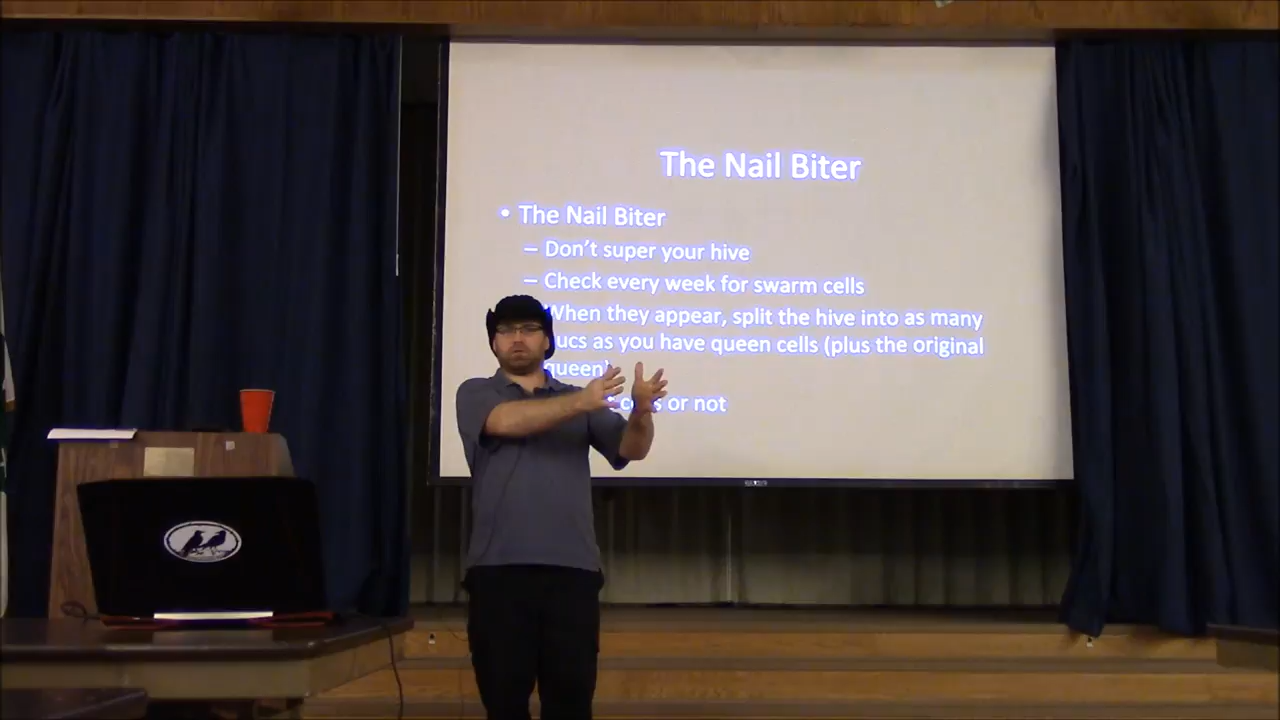 The Nail Biter
• The Nail Biter
– Don't super your hive
– Check every week for swarm cells
When they appear, split the hive into as many
as you have queen cells (plus the original
queen)
or not